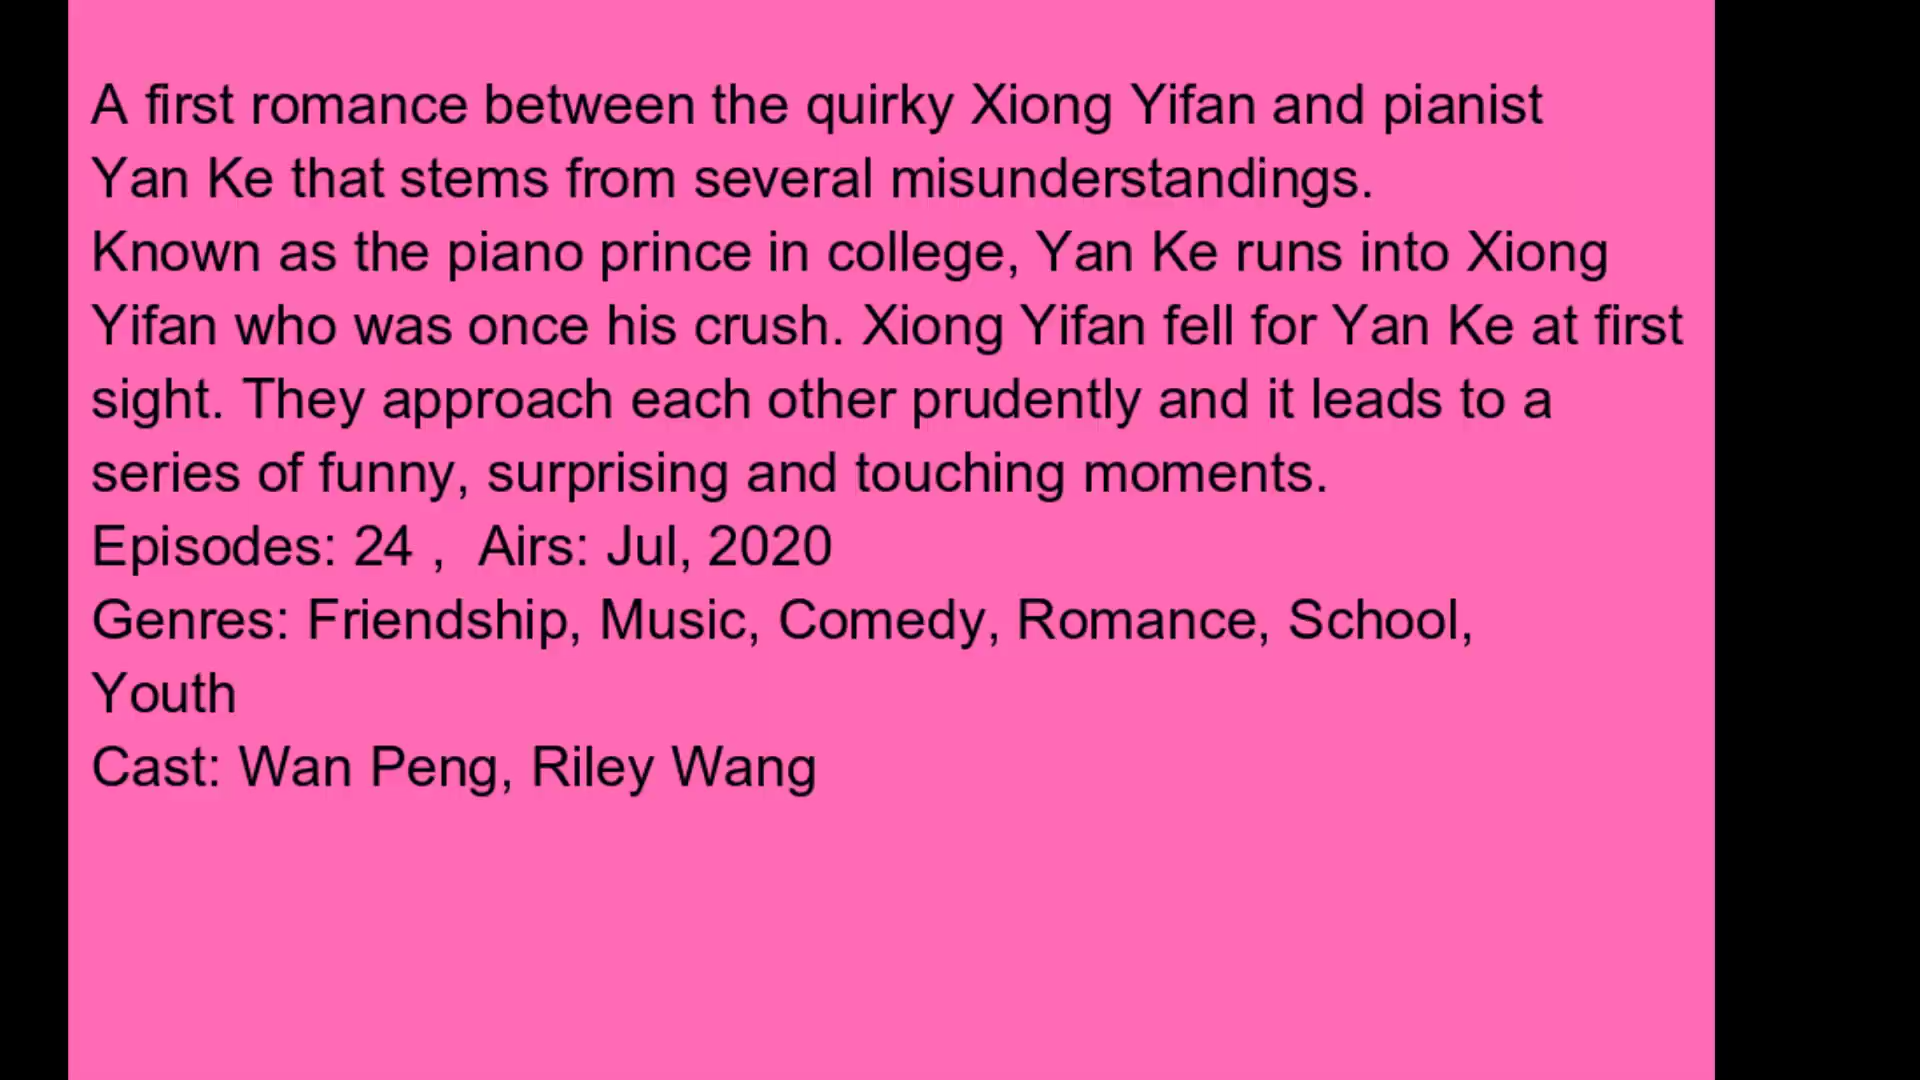 A first romance between the quirky Xiong Yifan and pianist
Yan Ke that stems from several misunderstandings.
Known as the piano prince in college, Yan Ke runs into Xiong
Yifan who was once his crush. Xiong Yifan fell for Yan Ke at first
sight. They approach each other prudently and it leads to a
series of funny, surprising and touching moments.
Episodes: 24 ,  Airs: Jul, 2020
Genres: Friendship, Music, Comedy, Romance, School,
Youth
Cast: Wan Peng, Riley Wang